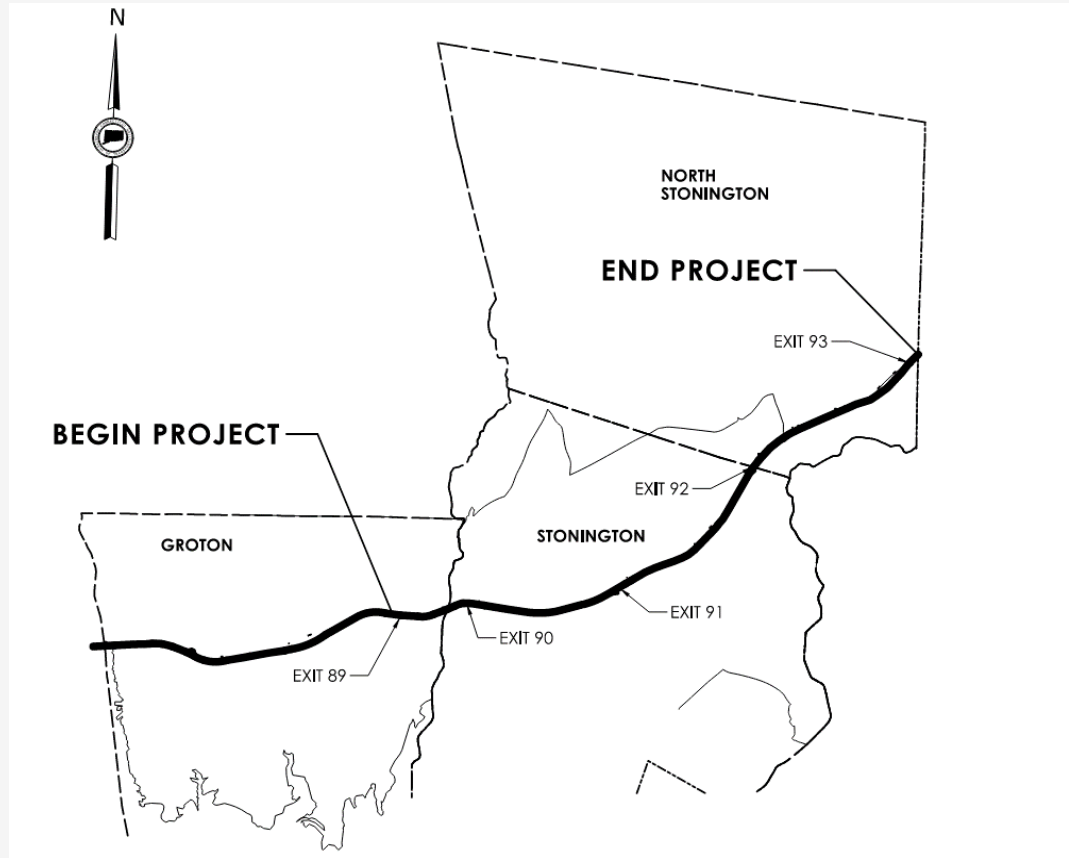 N
NORTH
STONINGTON
END PROJECT
EXIT 93
BEGIN PROJECT
EXIT 92
GROTON
STONINGTON
EXIT 91
EXIT 90
EXIT 89